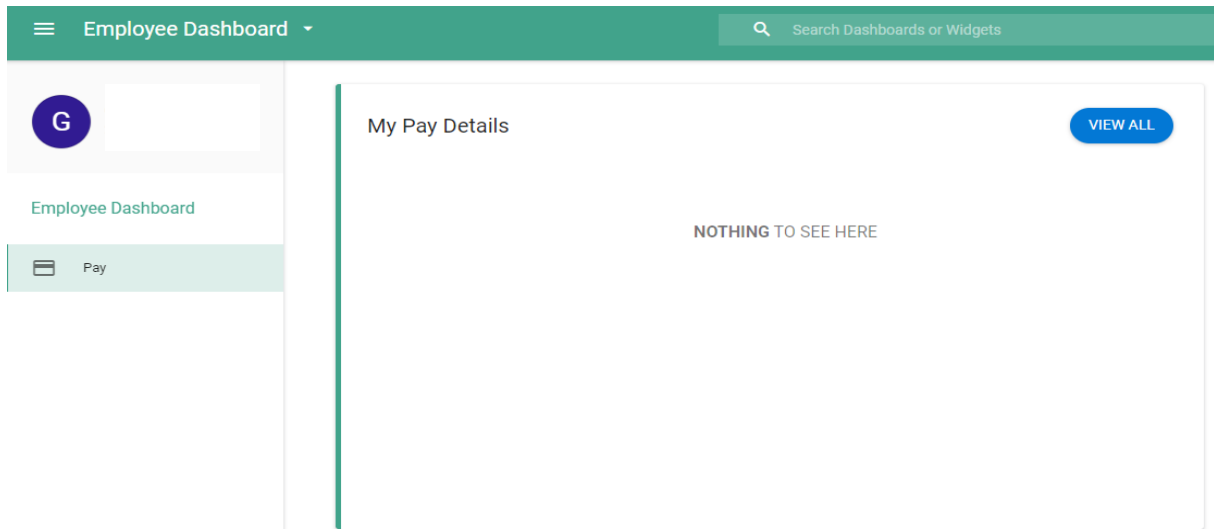 Employee Dashboard
Search Dashboards or Widgets
G
My Pay Details
VIEW ALL
Employee Dashboard
NOTHING TO SEE HERE
Pay